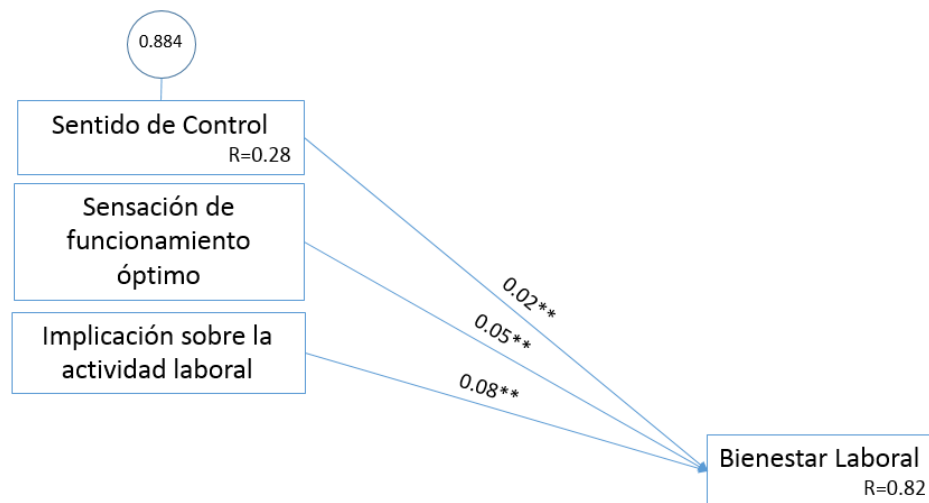 0.884
Sentido de Control
R=0.28
Sensación de
funcionamiento
óptimo
Implicación sobre la
actividad laboral
0.02**
0.05**
0.08**
Bienestar Laboral
R=0.82